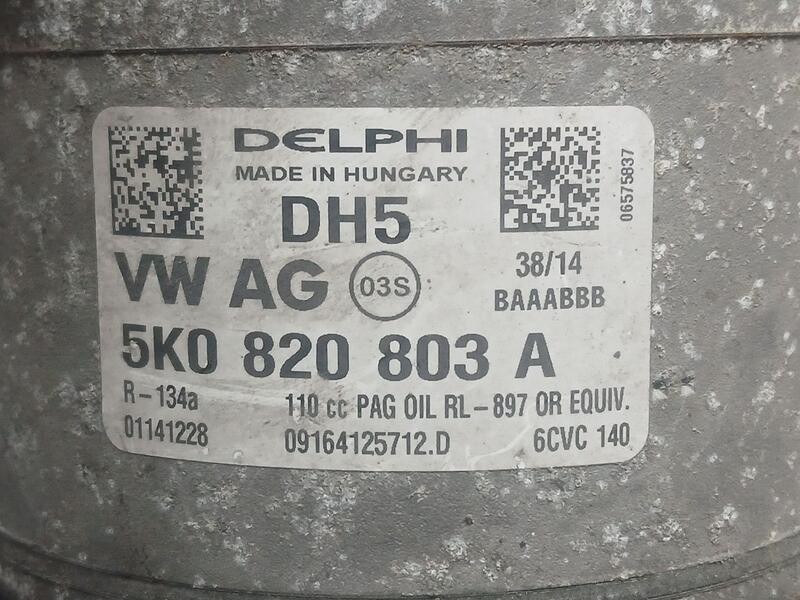 DELPHI
MADE IN HUNGARY
DH5
06575837
VW AG 03S
38/14
BAAABBB
5K0 820 803 A
R-134a 110 cc PAG OIL RL-897 OR EQUIV.
01141228 09164125712.D 6CVC 140